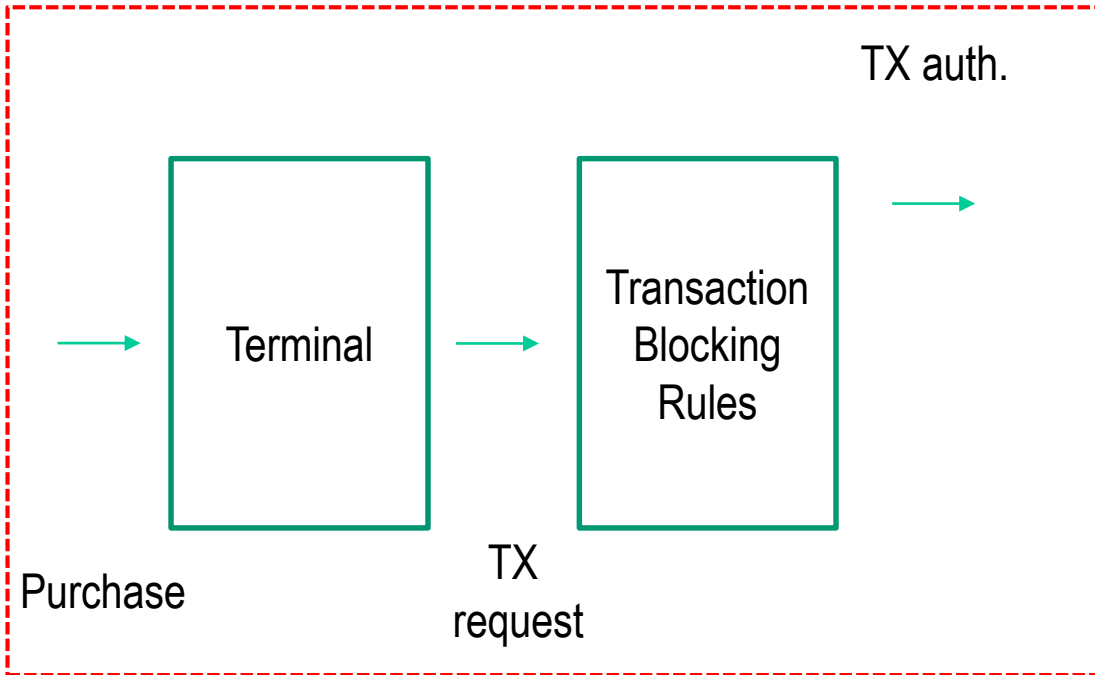 TX auth.
Terminal
Transaction
Blocking
Rules
Purchase
TX
request